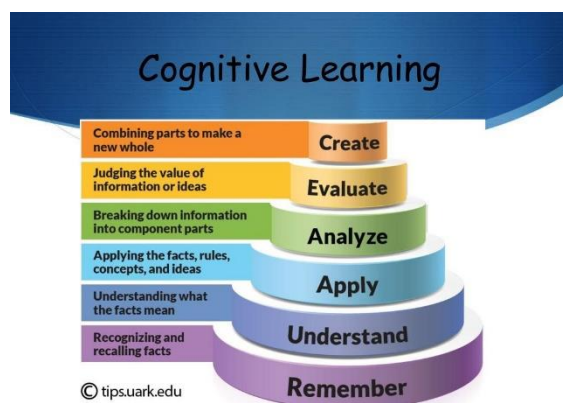 Cognitive Learning
Combining parts to make a
new whole
Create
Judging the value of
information or ideas
Evaluate
Breaking down information
into component parts
Analyze
Applying the facts, rules,
concepts, and ideas
Apply
Understanding what
the facts mean
Understand
Recognizing and
recalling facts
Remember
© tips.uark.edu